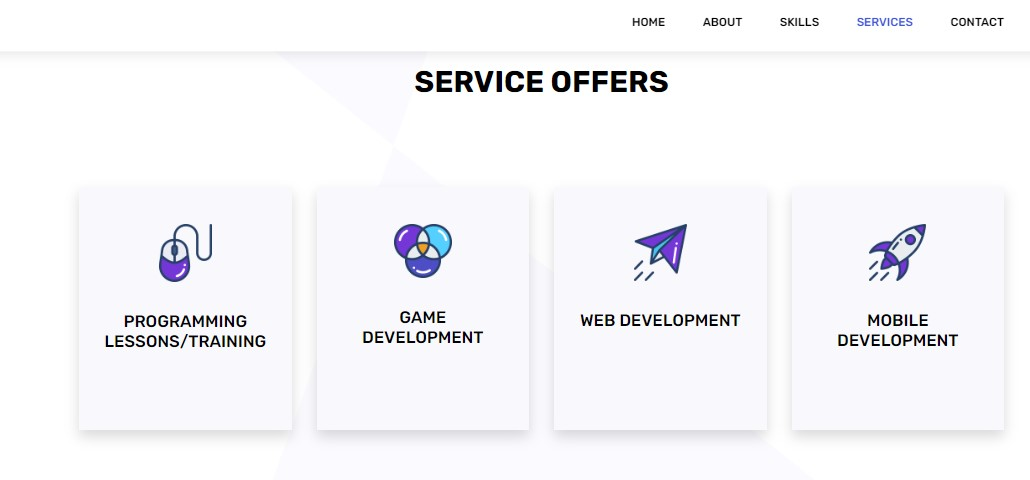 HOME ABOUT SKILLS SERVICES CONTACT
SERVICE OFFERS
PROGRAMMING
LESSONS/TRAINING
GAME
DEVELOPMENT
WEB DEVELOPMENT
MOBILE
DEVELOPMENT